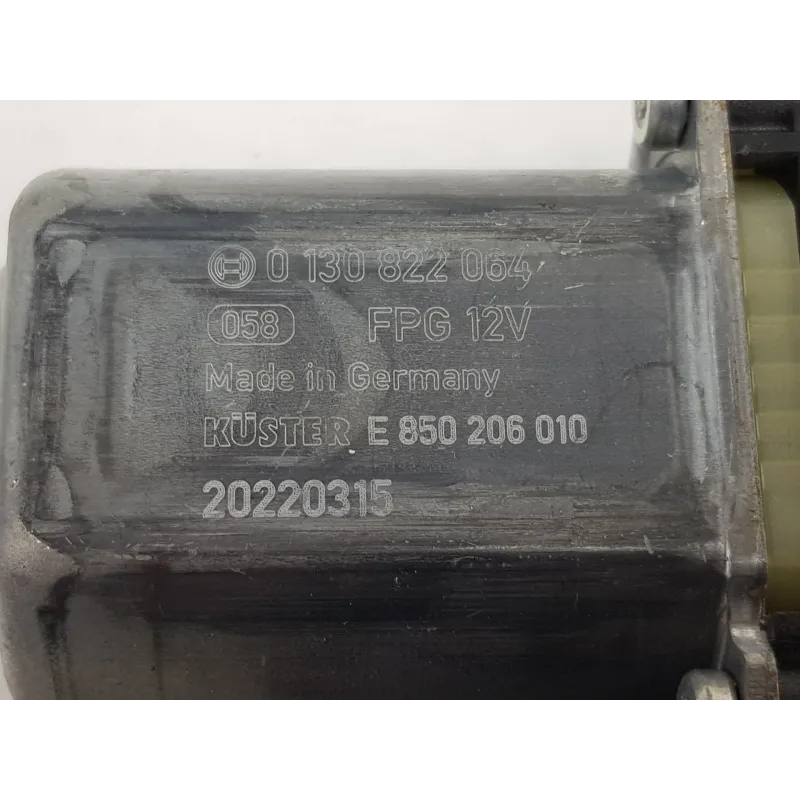 0 130 822 064
058 FPG 12V
Made in Germany
KÜSTER E 850 206 010
20220315